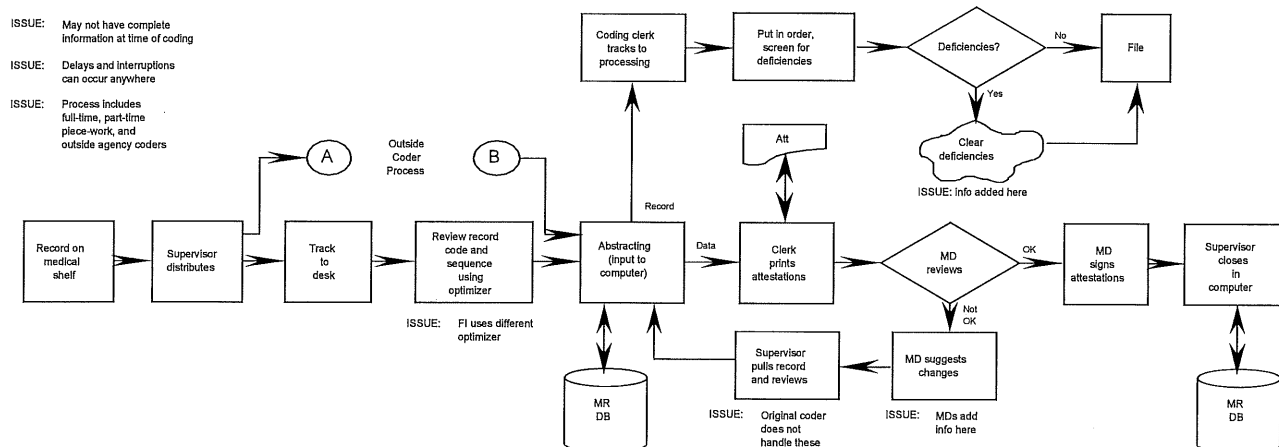 ISSUE: May not have complete
information at time of coding
ISSUE: Delays and interruptions
can occur anywhere
ISSUE: Process includes
full-time, part-time
piece-work, and
outside agency coders
Coding clerk
tracks to
processing
Put in order,
screen for
deficiencies
Deficiencies?
No
File
Yes
Clear
deficiencies
ISSUE: info added here
A
Outside
Coder
Process
B
Att
Record
Record on
medical
shelf
Supervisor
distributes
Track
to
desk
Review record
code and
sequence
using
optimizer
ISSUE: FI uses different
optimizer
Abstracting
(input to
computer)
Data
Clerk
prints
attestations
MD
reviews
OK
MD
signs
attestations
Supervisor
closes
in
computer
Not
OK
MD suggests
changes
ISSUE: MDs add
info here
Supervisor
pulls record
and reviews
ISSUE: Original coder
does not
handle these
MR
DB
MR
DB